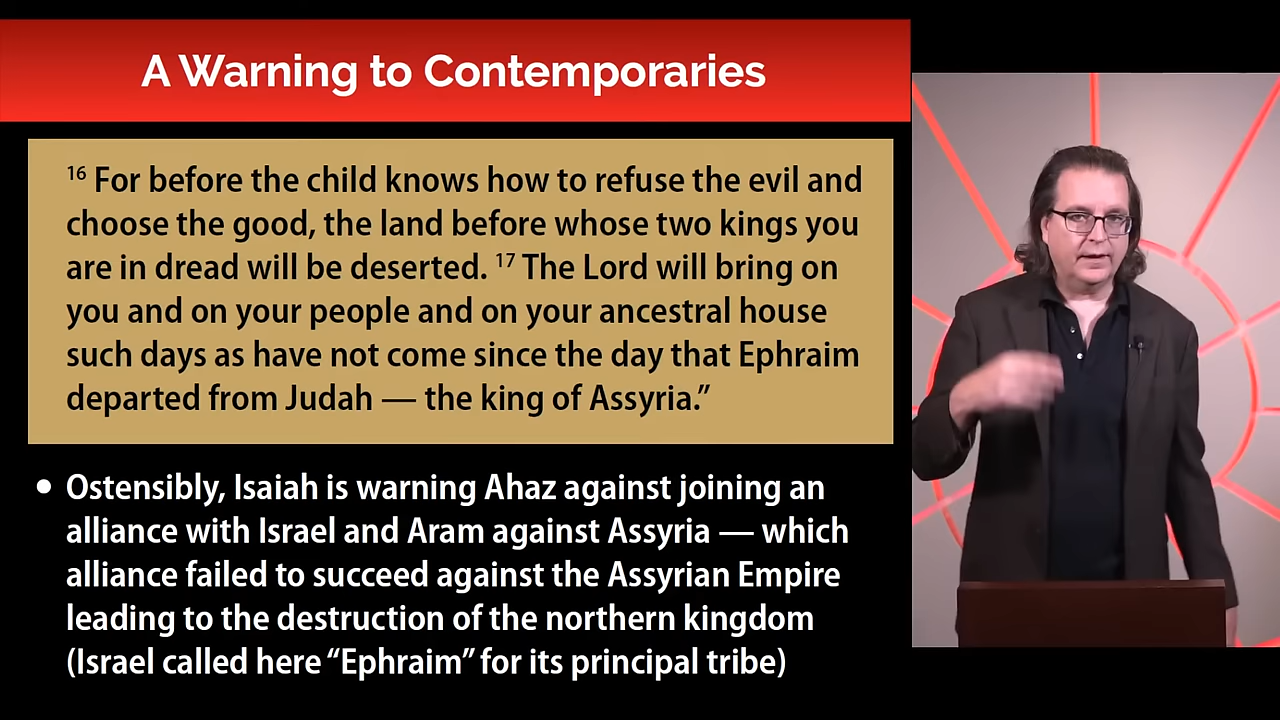 A Warning to Contemporaries
16 For before the child knows how to refuse the evil and
choose the good, the land before whose two kings you
are in dread will be deserted. 17 The Lord will bring on
you and on your people and on your ancestral house
such days as have not come since the day that Ephraim
departed from Judah — the king of Assyria.”
• Ostensibly, Isaiah is warning Ahaz against joining an
alliance with Israel and Aram against Assyria — which
alliance failed to succeed against the Assyrian Empire
leading to the destruction of the northern kingdom
(Israel called here “Ephraim” for its principal tribe)